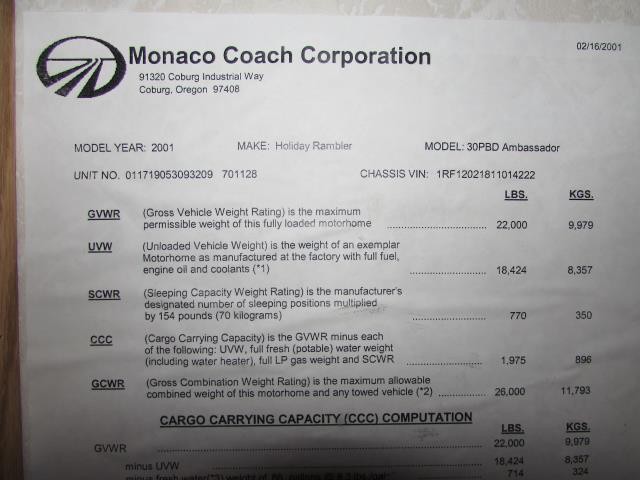 Monaco Coach Corporation
02/16/2001
91320 Coburg Industrial Way
Coburg, Oregon 97408
MODEL YEAR: 2001 MAKE: Holiday Rambler MODEL: 30PBD Ambassador
UNIT NO. 011719053093209 701128 CHASSIS VIN: 1RF12021811014222
LBS. KGS.
GVWR (Gross Vehicle Weight Rating) is the maximum
permissible weight of this fully loaded motorhome 22,000 9,979
UVW (Unloaded Vehicle Weight) is the weight of an exemplar
Motorhome as manufactured at the factory with full fuel,
engine oil and coolants (*1) 18,424 8,357
SCWR (Sleeping Capacity Weight Rating) is the manufacturer's
designated number of sleeping positions multiplied
by 154 pounds (70 kilograms) 770 350
CCC (Cargo Carrying Capacity) is the GVWR minus each
of the following: UVW, full fresh (potable) water weight
(including water heater), full LP gas weight and SCWR 1,975 896
GCWR (Gross Combination Weight Rating) is the maximum allowable
combined weight of this motorhome and any towed vehicle (*2) 26,000 11,793
CARGO CARRYING CAPACITY (CCC) COMPUTATION LBS. KGS.
GVWR 22,000 9,979
minus UVW 18,424 8,357
minus fresh water(*3) weight of gallons @ 714 324